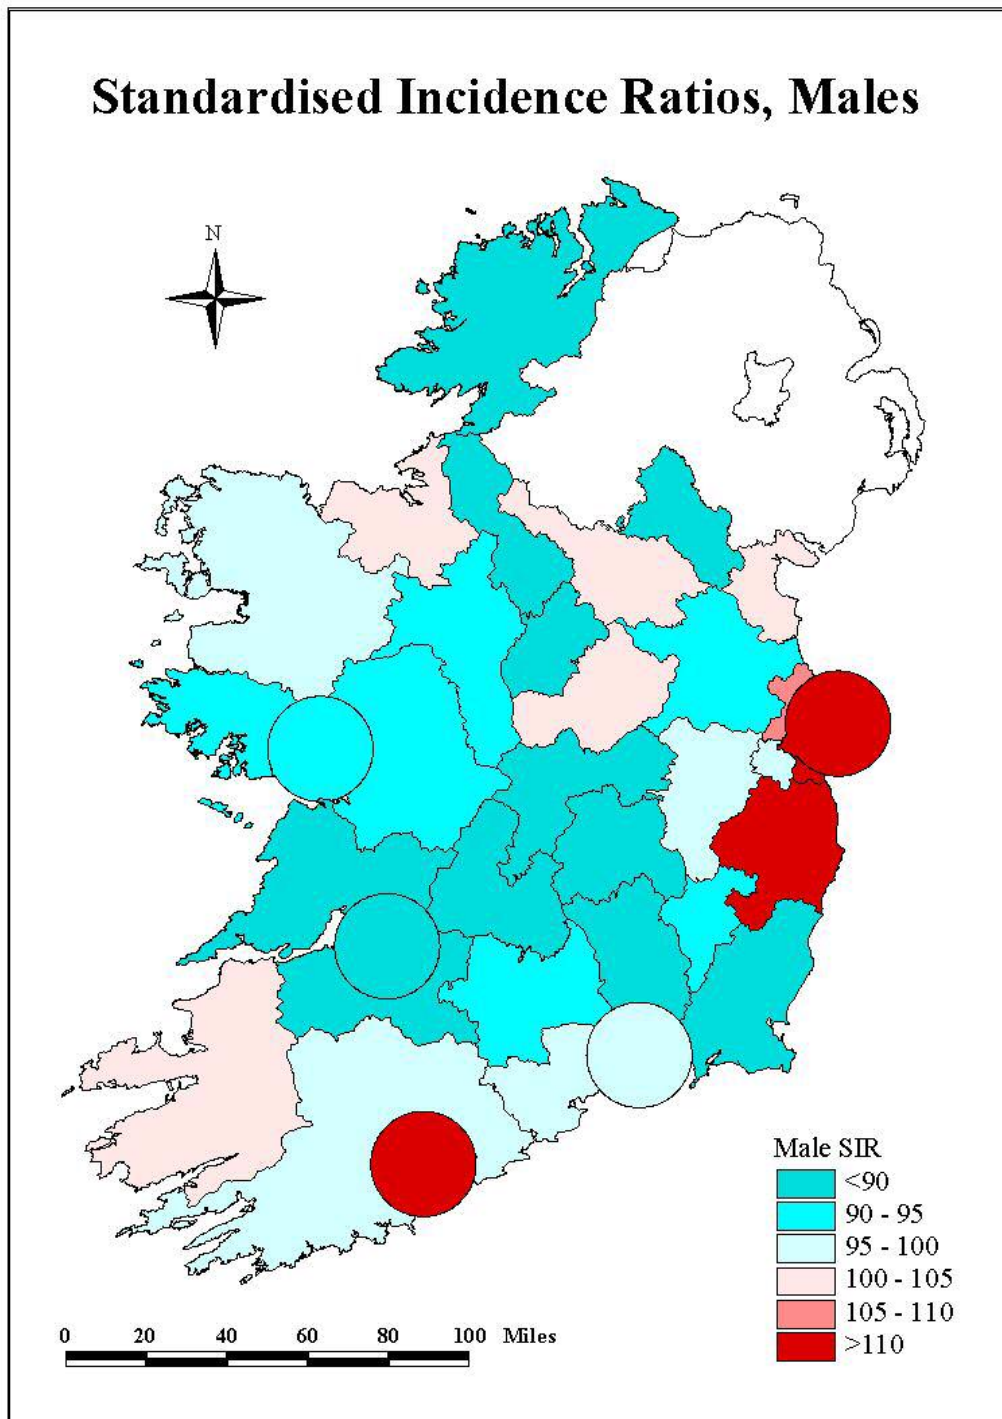 Standardised Incidence Ratios, Males
N
Male SIR
<90
90 - 95
95 - 100
100 - 105
105 - 110
>110
0 20 40 60 80 100 Miles